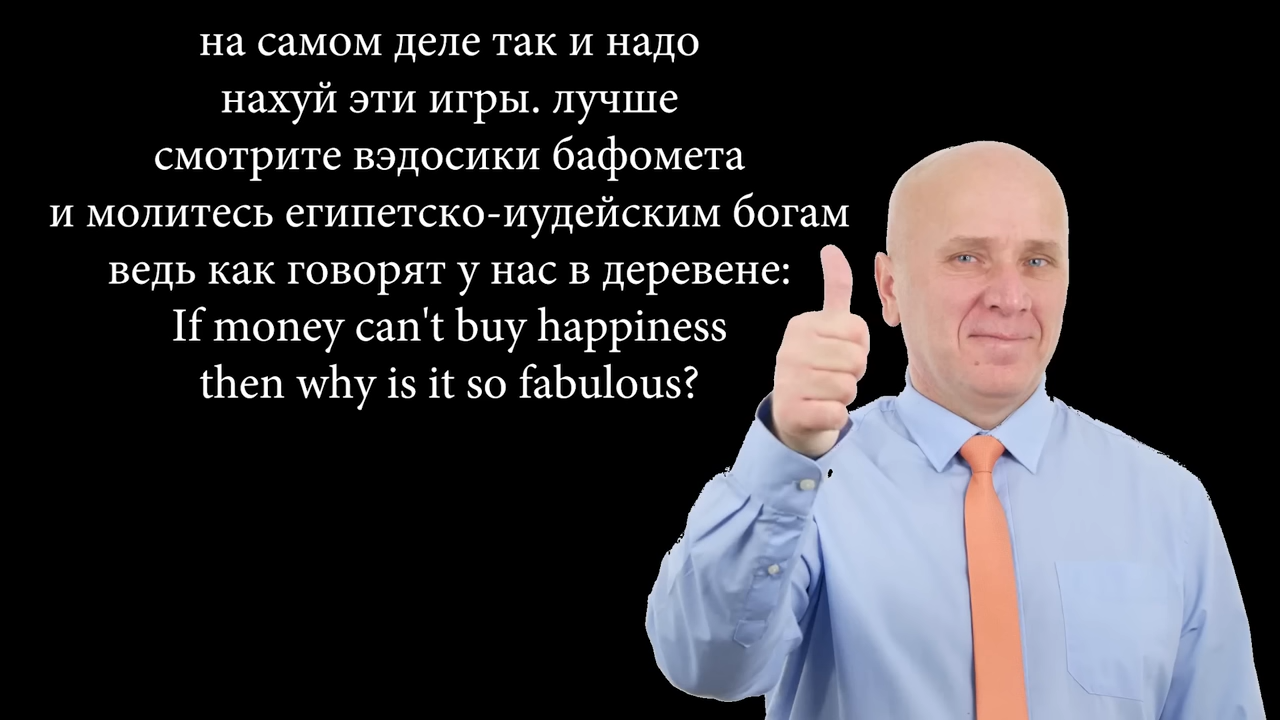 на самом деле так и надо
нахуй эти игры. лучше
смотрите вэдосики бафомета
и молитесь египетско-иудейским богам
ведь как говорят у нас в деревене:
If money can't buy happiness
then why is it so fabulous?